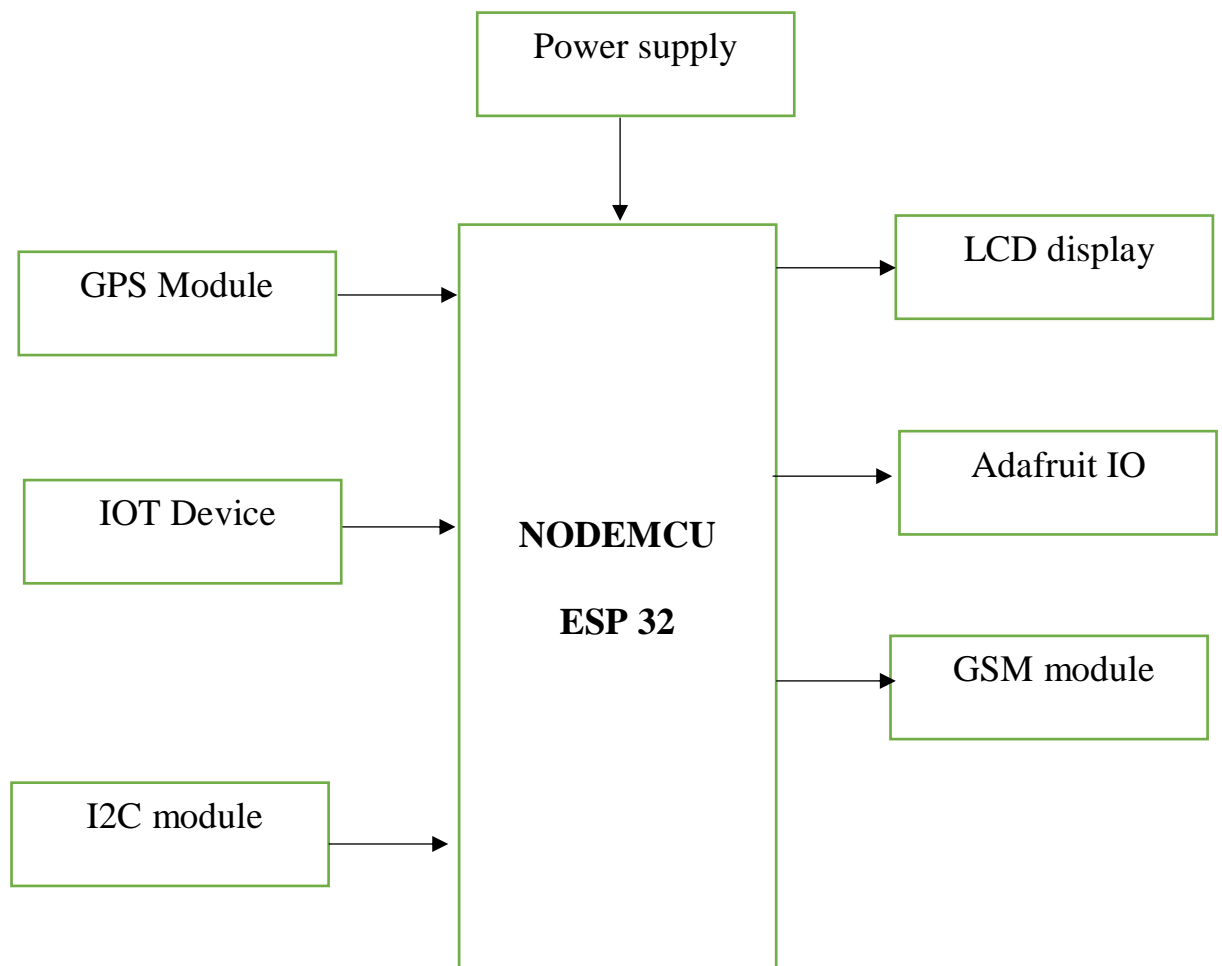 Power supply
LCD display
GPS Module
Adafruit IO
IOT Device
NODEMCU
ESP 32
GSM module
I2C module